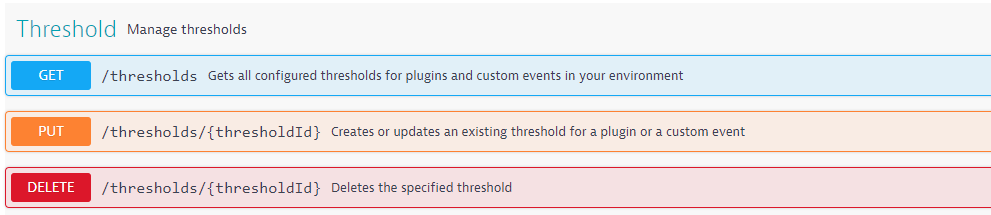 Threshold Manage thresholds
GET /thresholds Gets all configured thresholds for plugins and custom events in your environment
PUT /thresholds/{thresholdId} Creates or updates an existing threshold for a plugin or a custom event
DELETE /thresholds/{thresholdId} Deletes the specified threshold